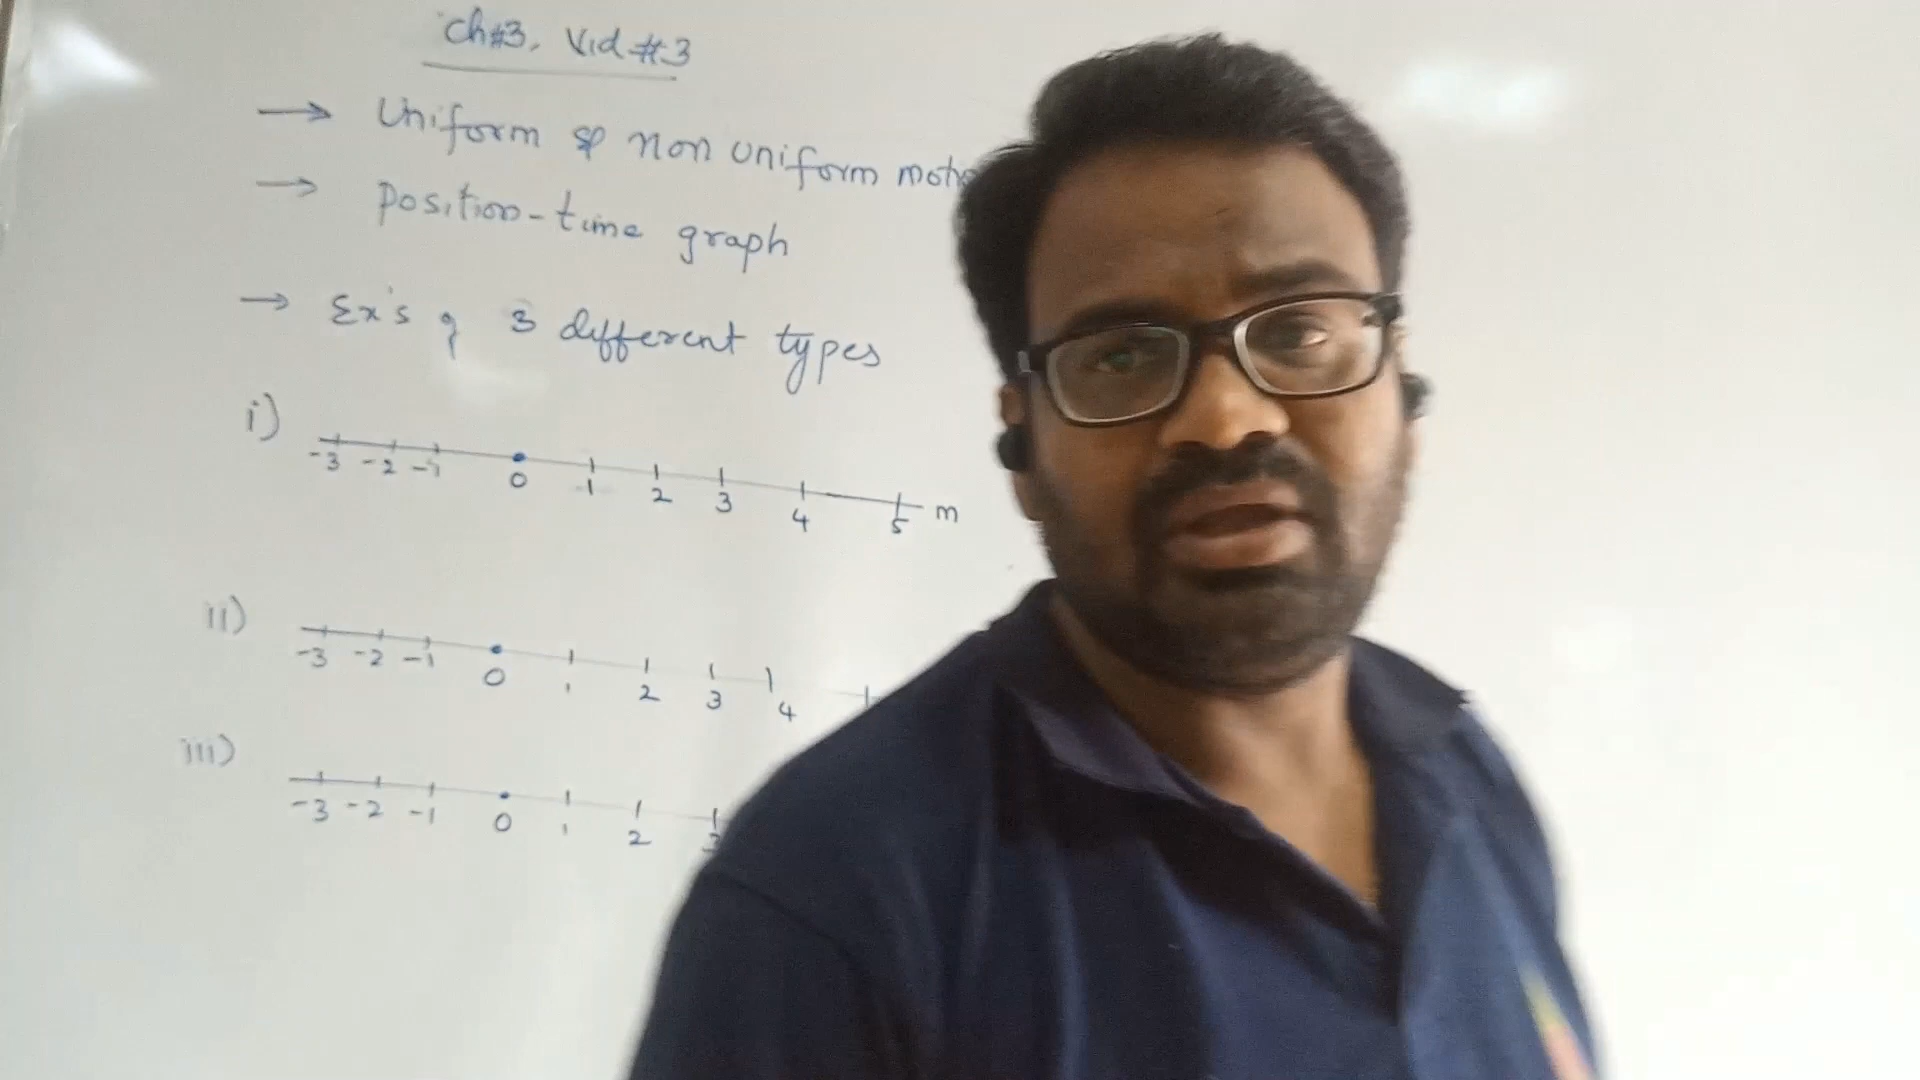 Ch#3, Vid#3
→ Uniform & non uniform motio
→ Position-time graph
→ Ex's of 3 different types
i)
-3 -2 -1 0 1 2 3 4 5 m
ii)
-3 -2 -1 0 1 2 3 4
iii)
-3 -2 -1 0 1 2 3